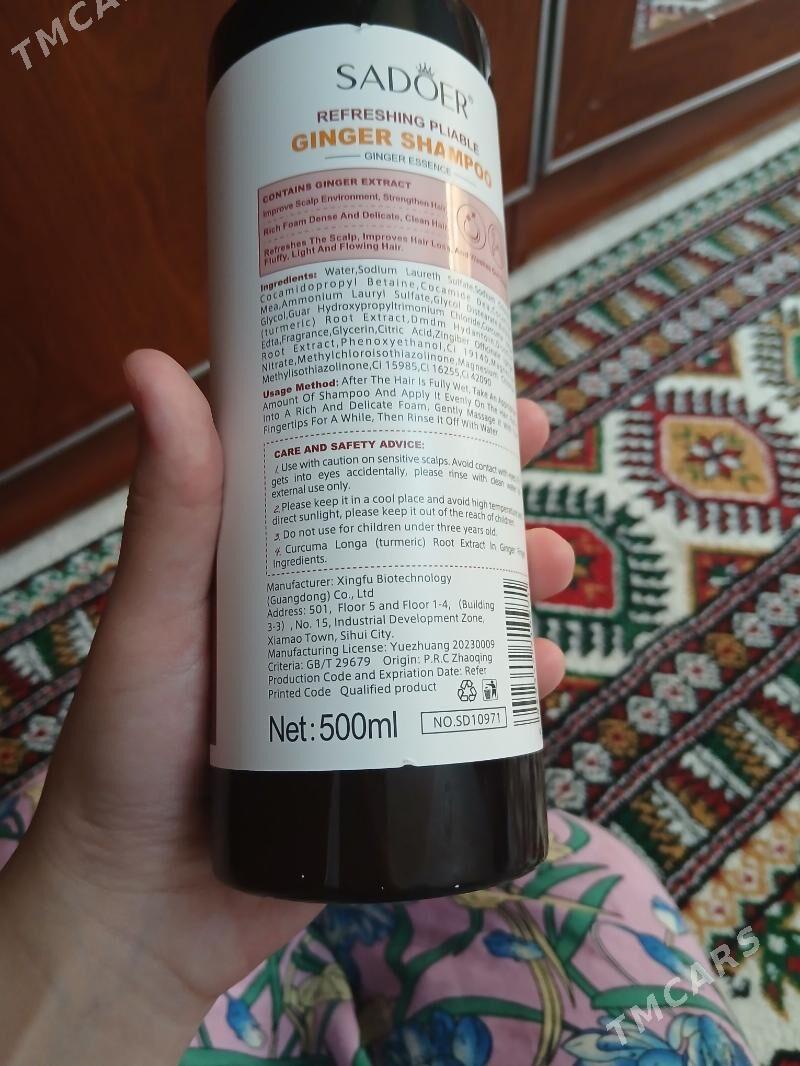 TMCARS
SADOER
REFRESHING PLIABLE
GINGER SHAMPOO
GINGER ESSENCE
CONTAINS GINGER EXTRACT
Improve Scalp Environment, Strengthen Hair
Rich Foam Dense And Delicate, Clean Hair
Refreshes The Scalp, Improves Hair Loss And
Fluffy, Light And Flowing Hair.
Ingredients: Water,Sodium Laureth Sulfate,Sodium
Cocamidopropyl Betaine,Cocamide Dea,
Mea,Ammonium Lauryl Sulfate,Glycol Distearate,
Glycol,Guar Hydroxypropyltrimonium Chloride,
(turmeric) Root Extract,Dmdm Hydantoin,
Edta,Fragrance,Glycerin,Citric Acid,Zingiber Officinale
Root Extract,Phenoxyethanol,CI 19140,
Nitrate,Methylchloroisothiazolinone,Magnesium
Methylisothiazolinone,CI 15985,CI 16255,CI 42090
Usage Method: After The Hair Is Fully Wet, Take An
Amount Of Shampoo And Apply It Evenly On The
Into A Rich And Delicate Foam, Gently Massage It
Fingertips For A While, Then Rinse It Off With Water.
CARE AND SAFETY ADVICE:
1. Use with caution on sensitive scalps. Avoid contact with
gets into eyes accidentally, please rinse with clean
external use only.
2. Please keep it in a cool place and avoid high temperature
direct sunlight, please keep it out of the reach of children.
3. Do not use for children under three years old.
4. Curcuma Longa (turmeric) Root Extract In Ginger
Ingredients.
Manufacturer: Xingfu Biotechnology
(Guangdong) Co., Ltd
Address: 501, Floor 5 and Floor 1-4, (Building
3-3) , No. 15, Industrial Development Zone,
Xiamao Town, Sihui City.
Manufacturing License: Yuezhuang 20230009
Criteria: GB/T 29679 Origin: P.R.C Zhaoqing
Production Code and Expriation Date: Refer
Printed Code Qualified product
Net:500ml
NO.SD10971
TMCARS